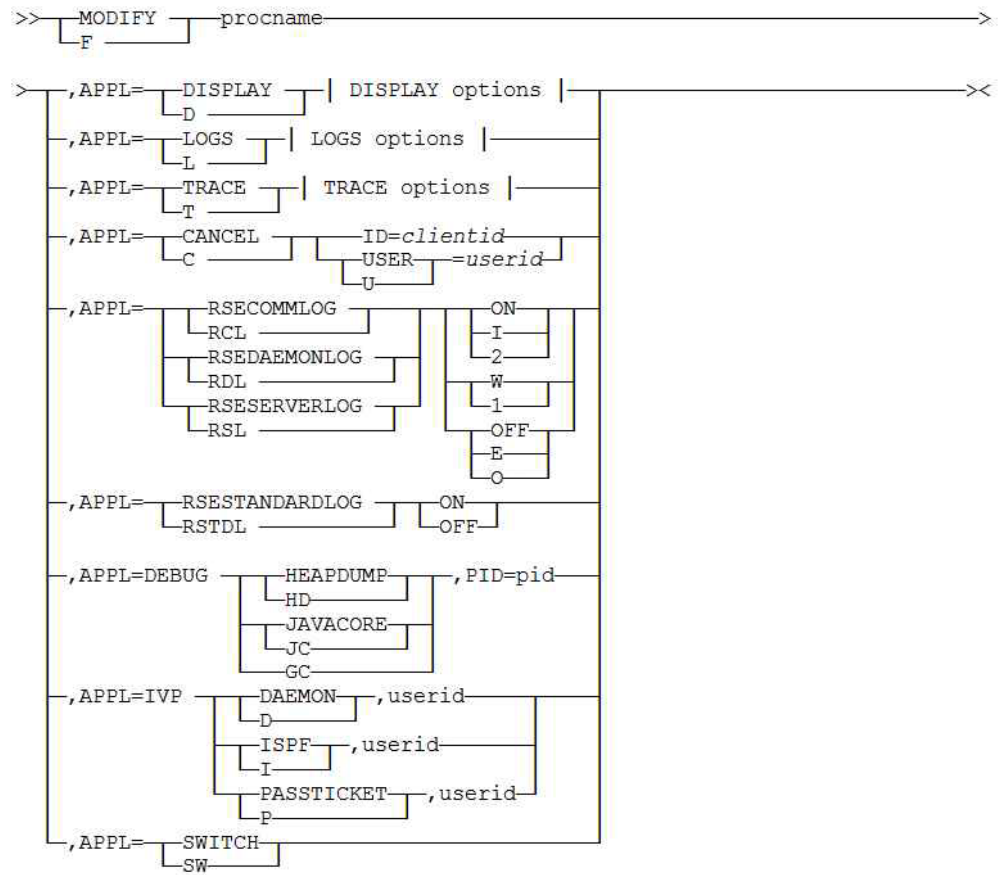 >> MODIFY procname >
F
> ,APPL= DISPLAY | DISPLAY options | ><
D
,APPL= LOGS | LOGS options |
L
,APPL= TRACE | TRACE options |
T
,APPL= CANCEL ID=clientid
C USER =userid
U
,APPL= RSECOMMLOG ON
RCL I
RSEDAEMONLOG 2
RDL W
RSESERVERLOG 1
RSL OFF
E
O
,APPL= RSESTANDARDLOG ON
RSTDL OFF
,APPL=DEBUG HEAPDUMP ,PID=pid
HD
JAVACORE
JC
GC
,APPL=IVP DAEMON ,userid
D
ISPF ,userid
I
PASSTICKET ,userid
P
,APPL= SWITCH
SW